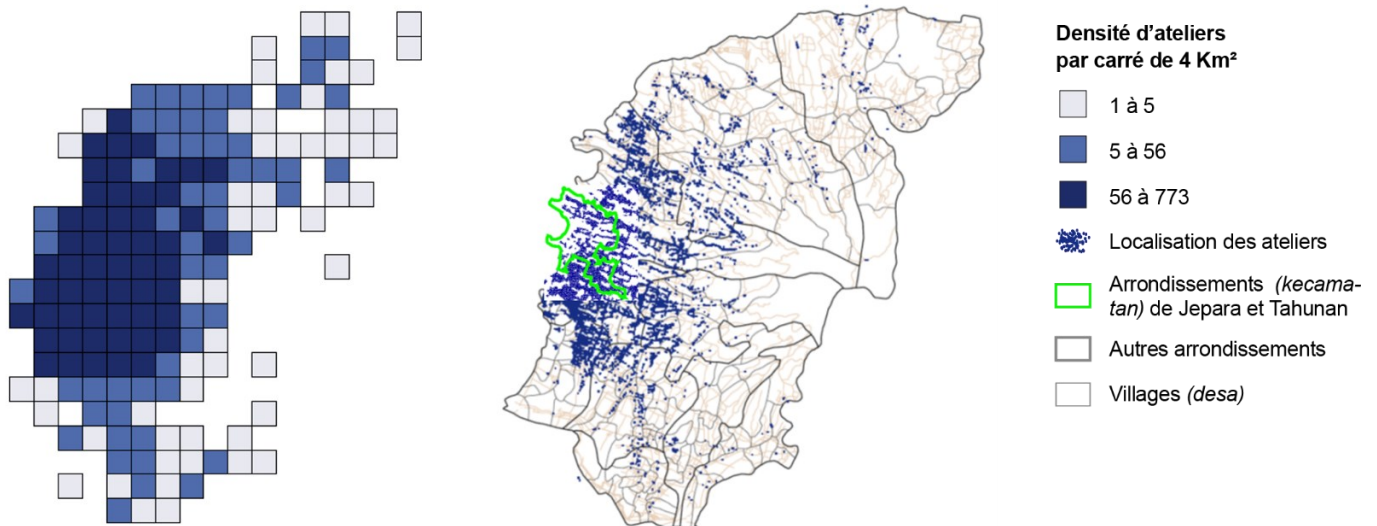 Densité d’ateliers
par carré de 4 Km²
1 à 5
5 à 56
56 à 773
Localisation des ateliers
Arrondissements (kecama-
tan) de Jepara et Tahunan
Autres arrondissements
Villages (desa)